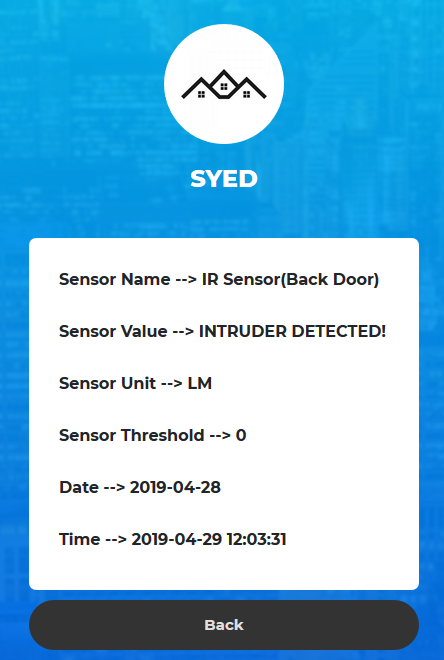 SYED
Sensor Name --> IR Sensor(Back Door)
Sensor Value --> INTRUDER DETECTED!
Sensor Unit --> LM
Sensor Threshold --> 0
Date --> 2019-04-28
Time --> 2019-04-29 12:03:31
Back